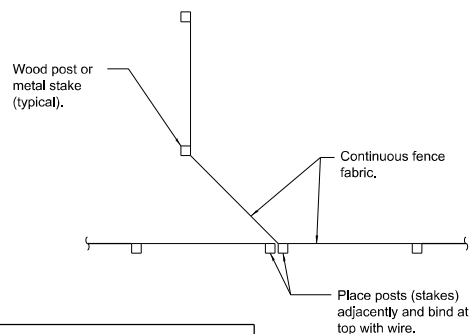 Wood post or
metal stake
(typical).
Continuous fence
fabric.
Place posts (stakes)
adjacently and bind at
top with wire.